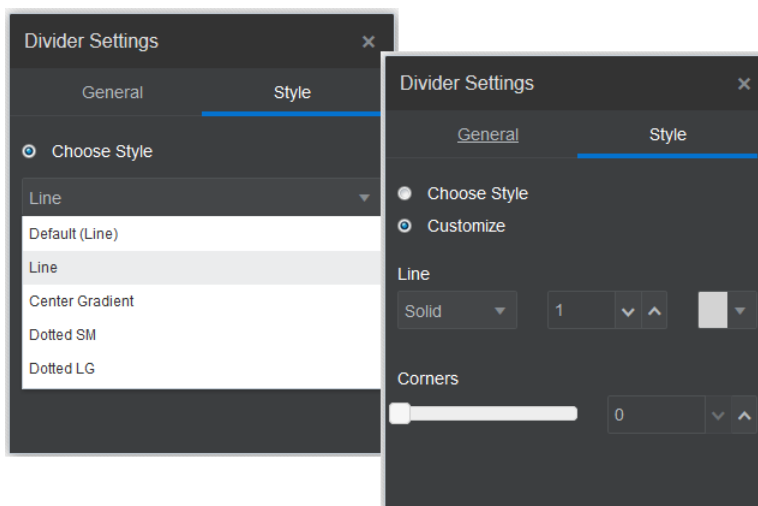 Divider Settings ×
General Style
Choose Style
Line
Default (Line)
Line
Center Gradient
Dotted SM
Dotted LG
Divider Settings ×
General Style
Choose Style
Customize
Line
Solid 1
Corners
0